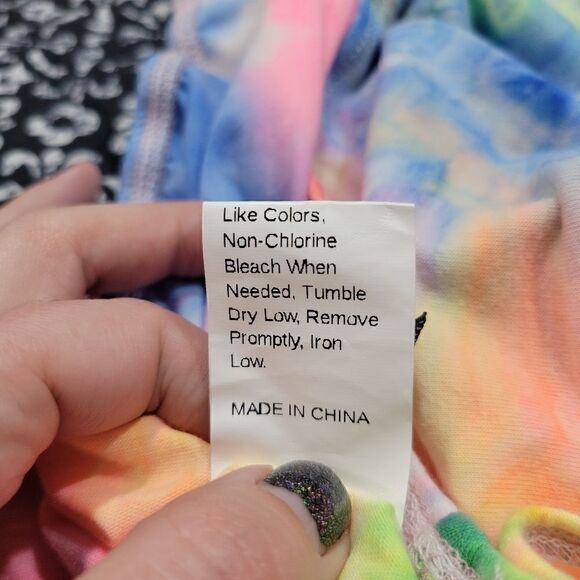 Like Colors,
Non-Chlorine
Bleach When
Needed, Tumble
Dry Low, Remove
Promptly, Iron
Low.
MADE IN CHINA